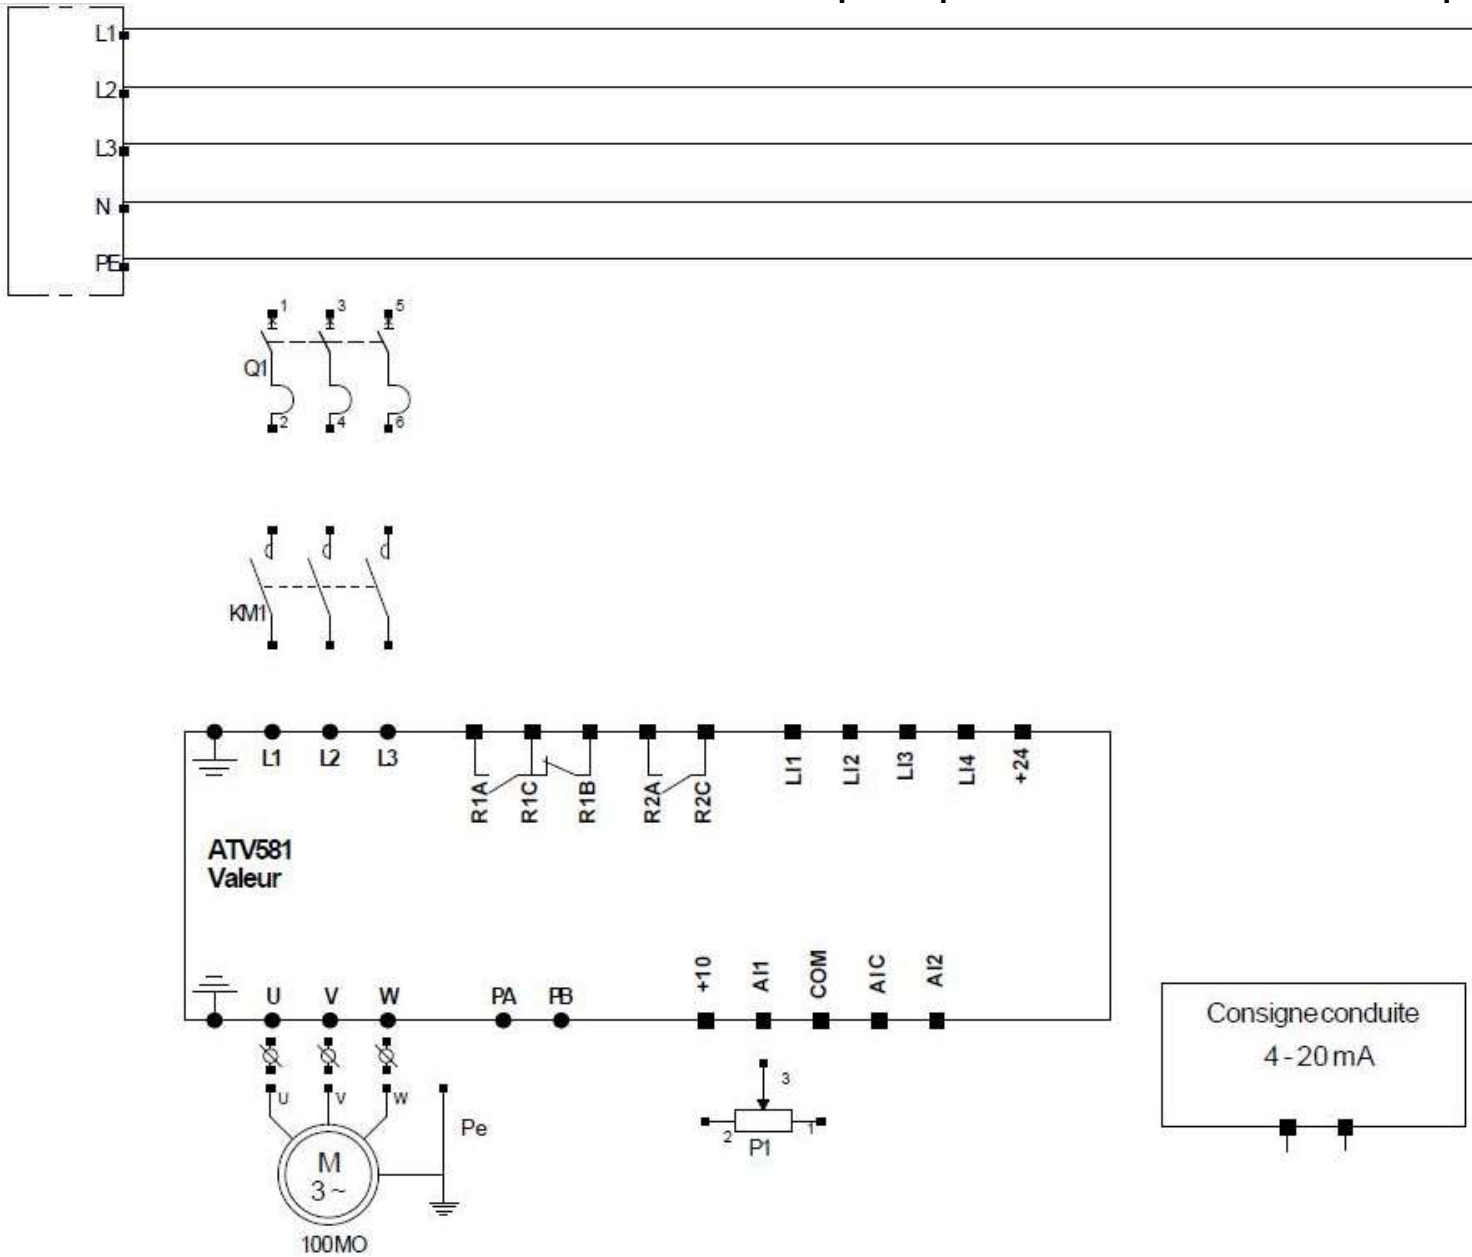 L1
L2
L3
N
PE
1 3 5
Q1
2 4 6
KM1
L1 L2 L3
R1A R1C R1B R2A R2C
LI1 LI2 LI3 LI4 +24
ATV581
Valeur
U V W PA PB
+10 AI1 COM AIC AI2
Consigne conduite
4 - 20 mA
U V W
Pe
3
2 1
P1
M
3 ~
100MO